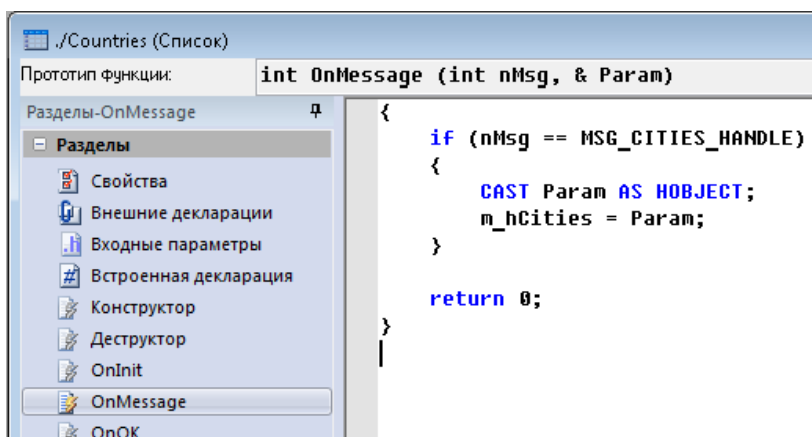 ./Countries (Список)
Прототип функции:
int OnMessage (int nMsg, & Param)
Разделы-OnMessage
Разделы
Свойства
Внешние декларации
Входные параметры
Встроенная декларация
Конструктор
Деструктор
OnInit
OnMessage
OnOK
{
if (nMsg == MSG_CITIES_HANDLE)
{
CAST Param AS HOBJECT;
m_hCities = Param;
}
return 0;
}